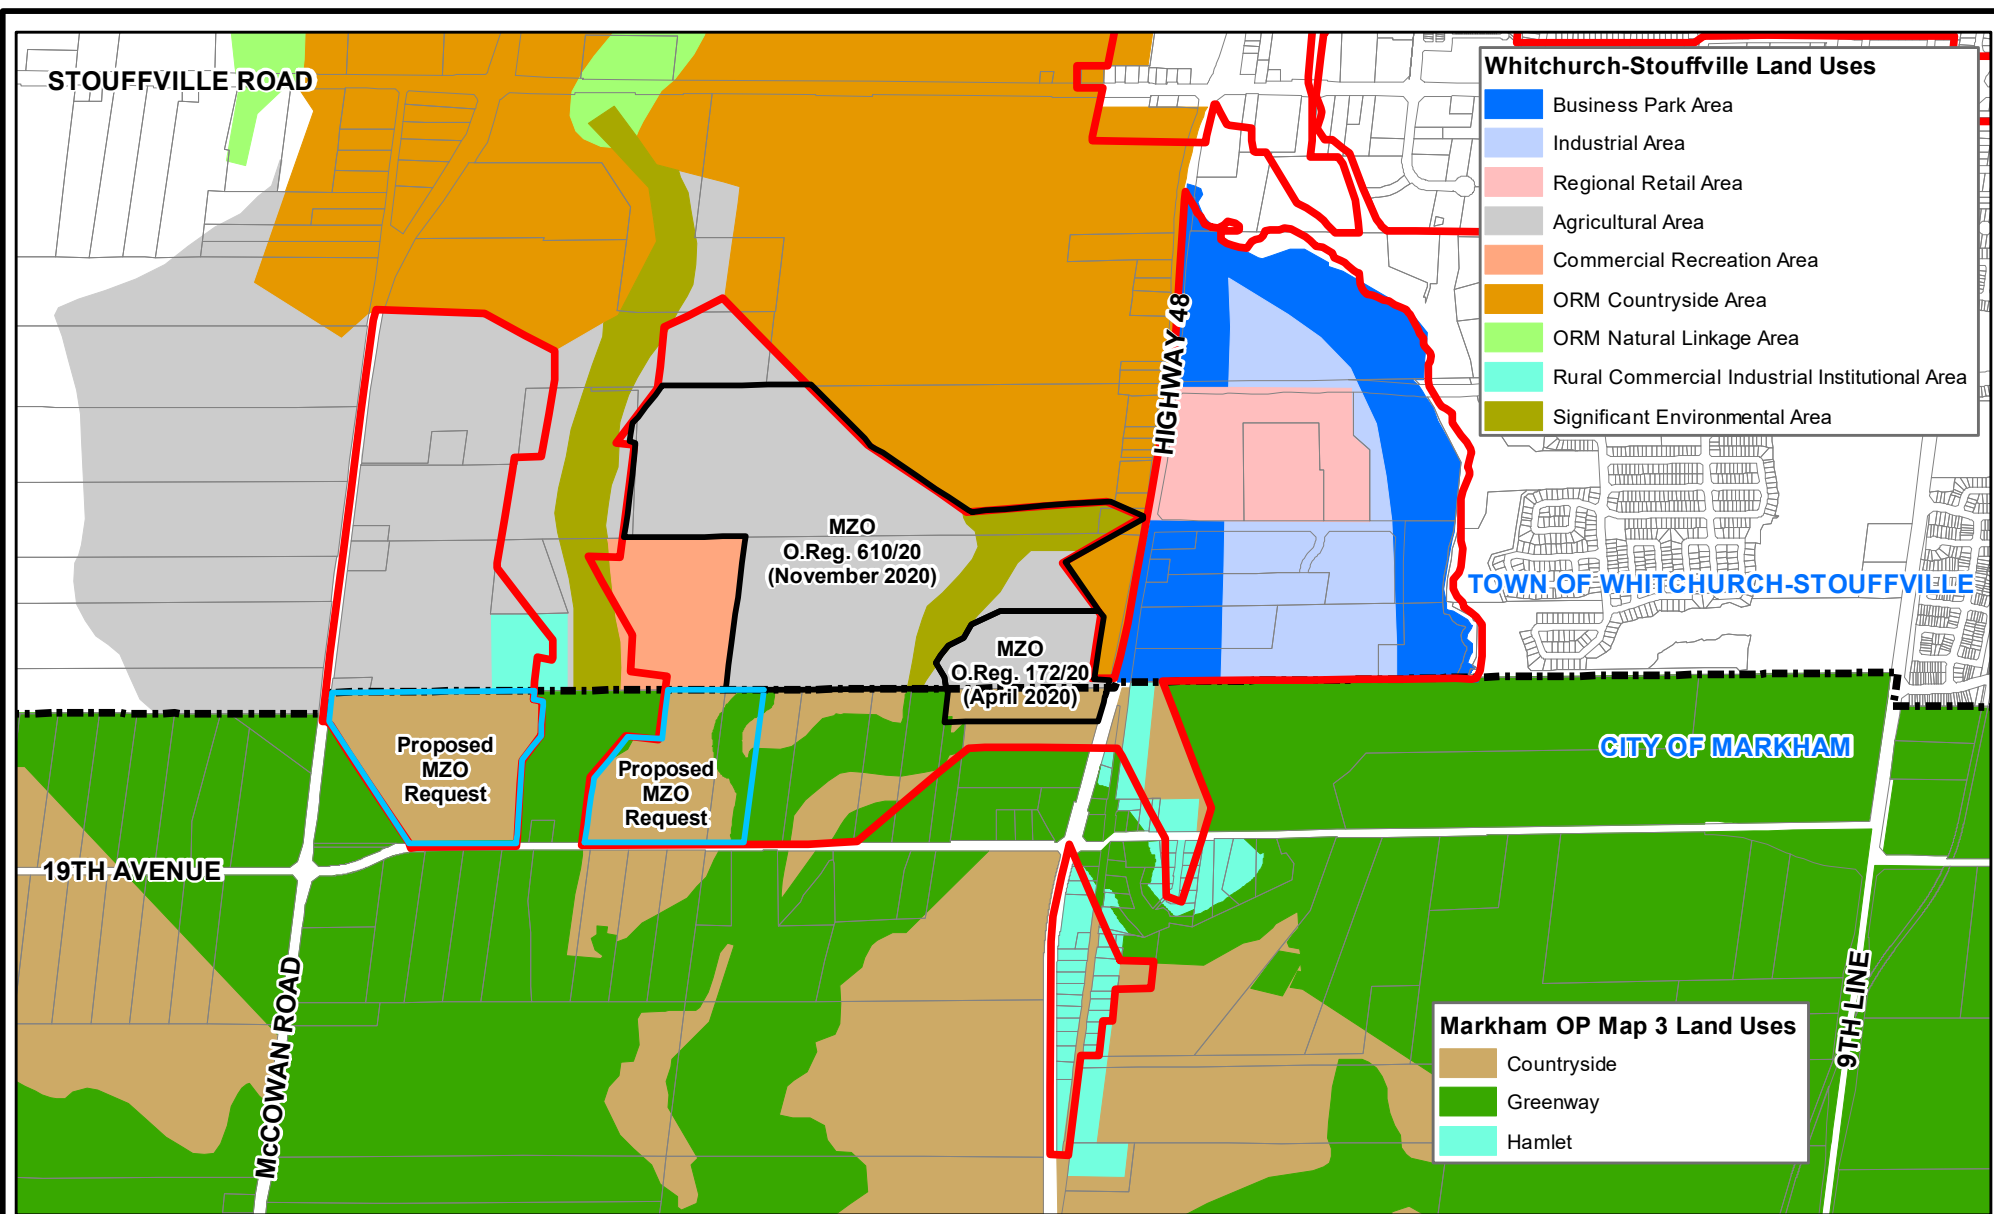 STOUFFVILLE ROAD
Whitchurch-Stouffville Land Uses
Business Park Area
Industrial Area
Regional Retail Area
Agricultural Area
Commercial Recreation Area
ORM Countryside Area
ORM Natural Linkage Area
Rural Commercial Industrial Institutional Area
Significant Environmental Area
HIGHWAY 48
MZO
O.Reg. 610/20
(November 2020)
TOWN OF WHITCHURCH-STOUFFVILLE
MZO
O.Reg. 172/20
(April 2020)
CITY OF MARKHAM
Proposed
MZO
Request
Proposed
MZO
Request
19TH AVENUE
McCOWAN ROAD
9TH LINE
Markham OP Map 3 Land Uses
Countryside
Greenway
Hamlet